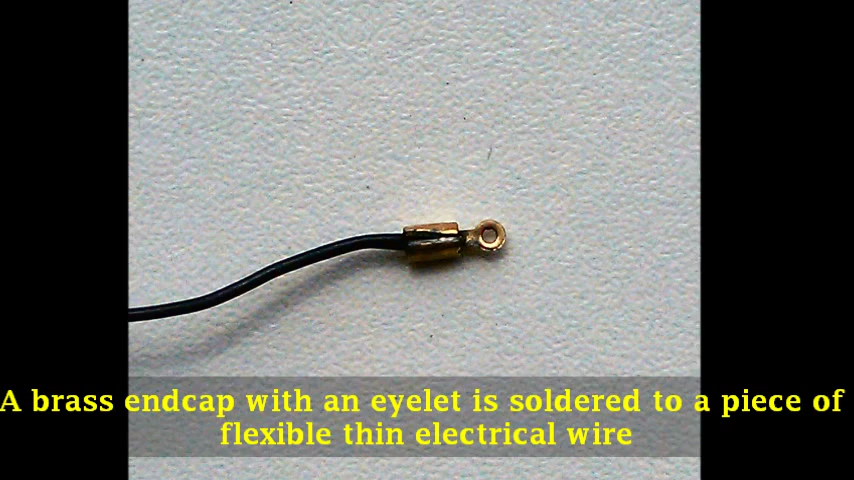 A brass endcap with an eyelet is soldered to a piece of
flexible thin electrical wire